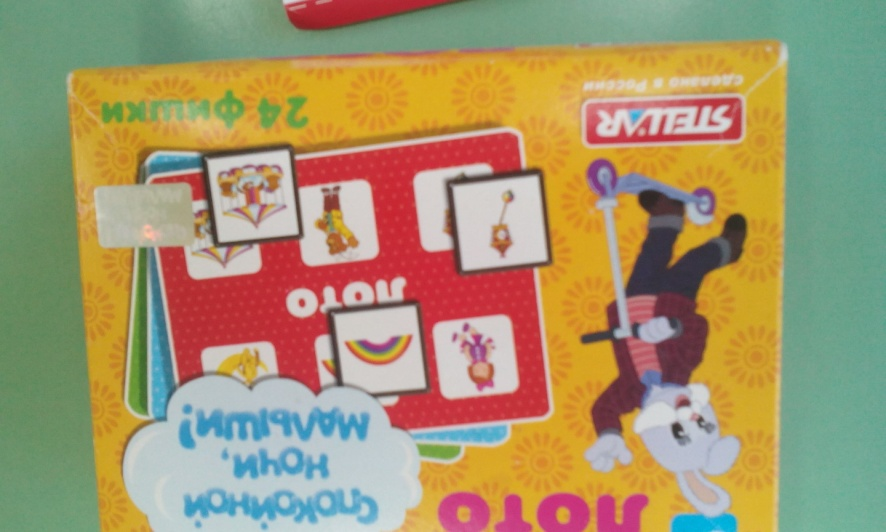 ЛОТО
СПОКОЙНОЙ
НОЧИ,
МАЛЫШИ!
ЛОТО
STELLAR
СДЕЛАНО В РОССИИ
24 ФИШКИ